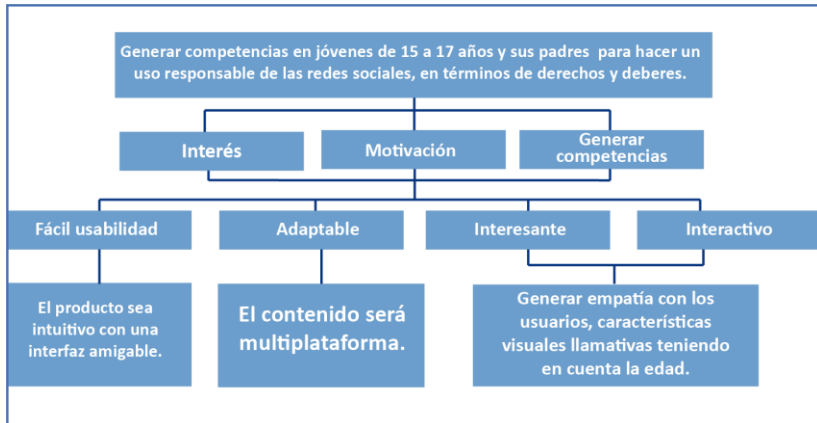 Generar competencias en jóvenes de 15 a 17 años y sus padres para hacer un
uso responsable de las redes sociales, en términos de derechos y deberes.
Interés
Motivación
Generar
competencias
Fácil usabilidad
Adaptable
Interesante
Interactivo
El producto sea
intuitivo con una
interfaz amigable.
El contenido será
multiplataforma.
Generar empatía con los
usuarios, características
visuales llamativas teniendo
en cuenta la edad.